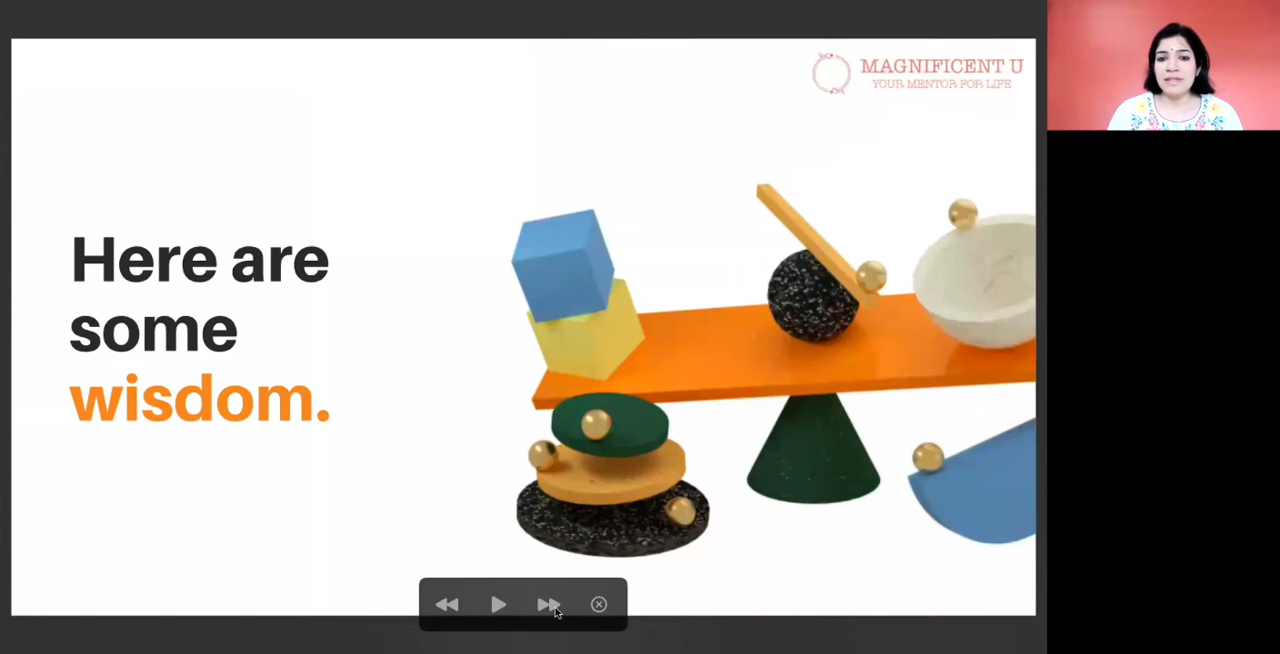 MAGNIFICENT U
YOUR MENTOR FOR LIFE
Here are
some
wisdom.